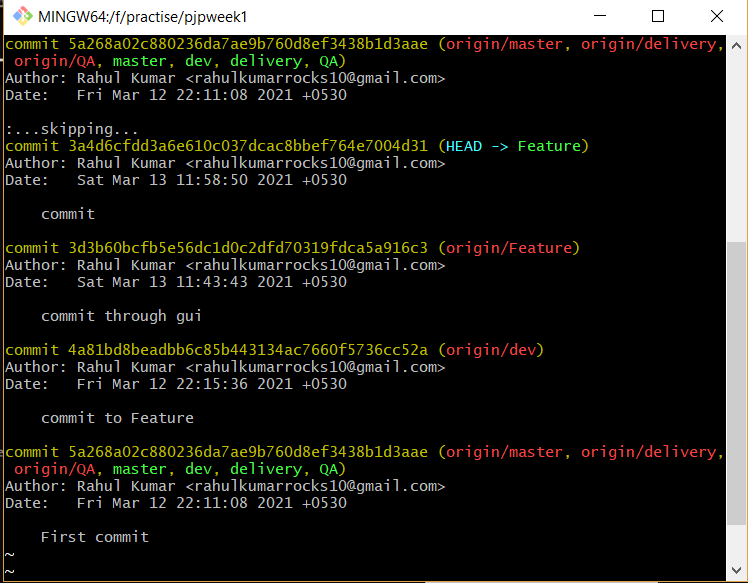 MINGW64:/f/practise/pjpweek1
commit 5a268a02c880236da7ae9b760d8ef3438b1d3aae (origin/master, origin/delivery,
 origin/QA, master, dev, delivery, QA)
Author: Rahul Kumar <rahulkumarrocks10@gmail.com>
Date:   Fri Mar 12 22:11:08 2021 +0530
:...skipping...
commit 3a4d6cfdd3a6e610c037dcac8bbef764e7004d31 (HEAD -> Feature)
Author: Rahul Kumar <rahulkumarrocks10@gmail.com>
Date:   Sat Mar 13 11:58:50 2021 +0530
    commit
commit 3d3b60bcfb5e56dc1d0c2dfd70319fdca5a916c3 (origin/Feature)
Author: Rahul Kumar <rahulkumarrocks10@gmail.com>
Date:   Sat Mar 13 11:43:43 2021 +0530
    commit through gui
commit 4a81bd8beadbb6c85b443134ac7660f5736cc52a (origin/dev)
Author: Rahul Kumar <rahulkumarrocks10@gmail.com>
Date:   Fri Mar 12 22:15:36 2021 +0530
    commit to Feature
commit 5a268a02c880236da7ae9b760d8ef3438b1d3aae (origin/master, origin/delivery,
 origin/QA, master, dev, delivery, QA)
Author: Rahul Kumar <rahulkumarrocks10@gmail.com>
Date:   Fri Mar 12 22:11:08 2021 +0530
    First commit
~
~